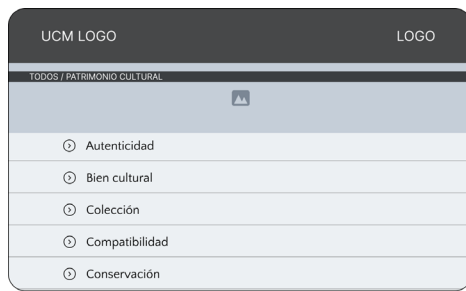 UCM LOGO
LOGO
TODOS / PATRIMONIO CULTURAL
Autenticidad
Bien cultural
Colección
Compatibilidad
Conservación